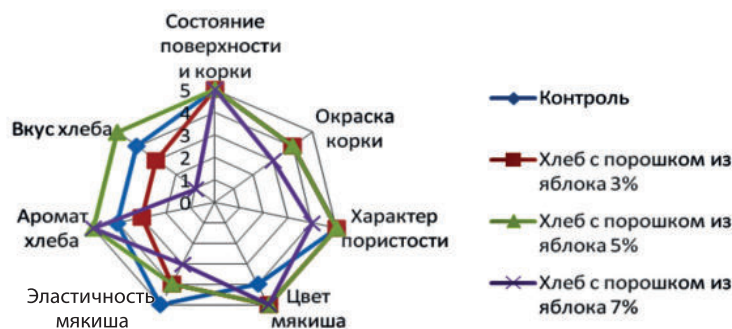 Состояние
поверхности
и корки
5
4
3
2
1
0
Окраска
корки
Характер
пористости
Цвет
мякиша
Эластичность
мякиша
Аромат
хлеба
Вкус хлеба
Контроль
Хлеб с порошком из
яблока 3%
Хлеб с порошком из
яблока 5%
Хлеб с порошком из
яблока 7%